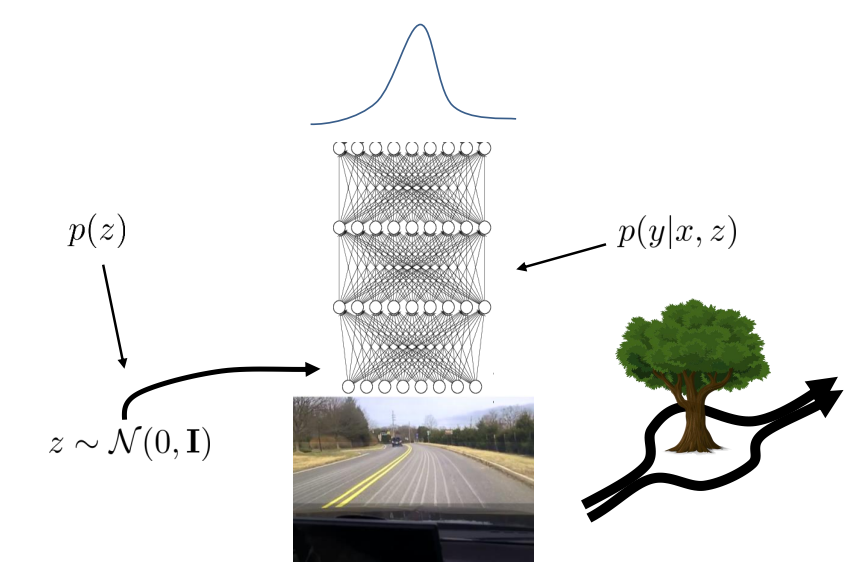 p(z)
p(y|x, z)
z ∼ 𝒩(0, 𝐈)